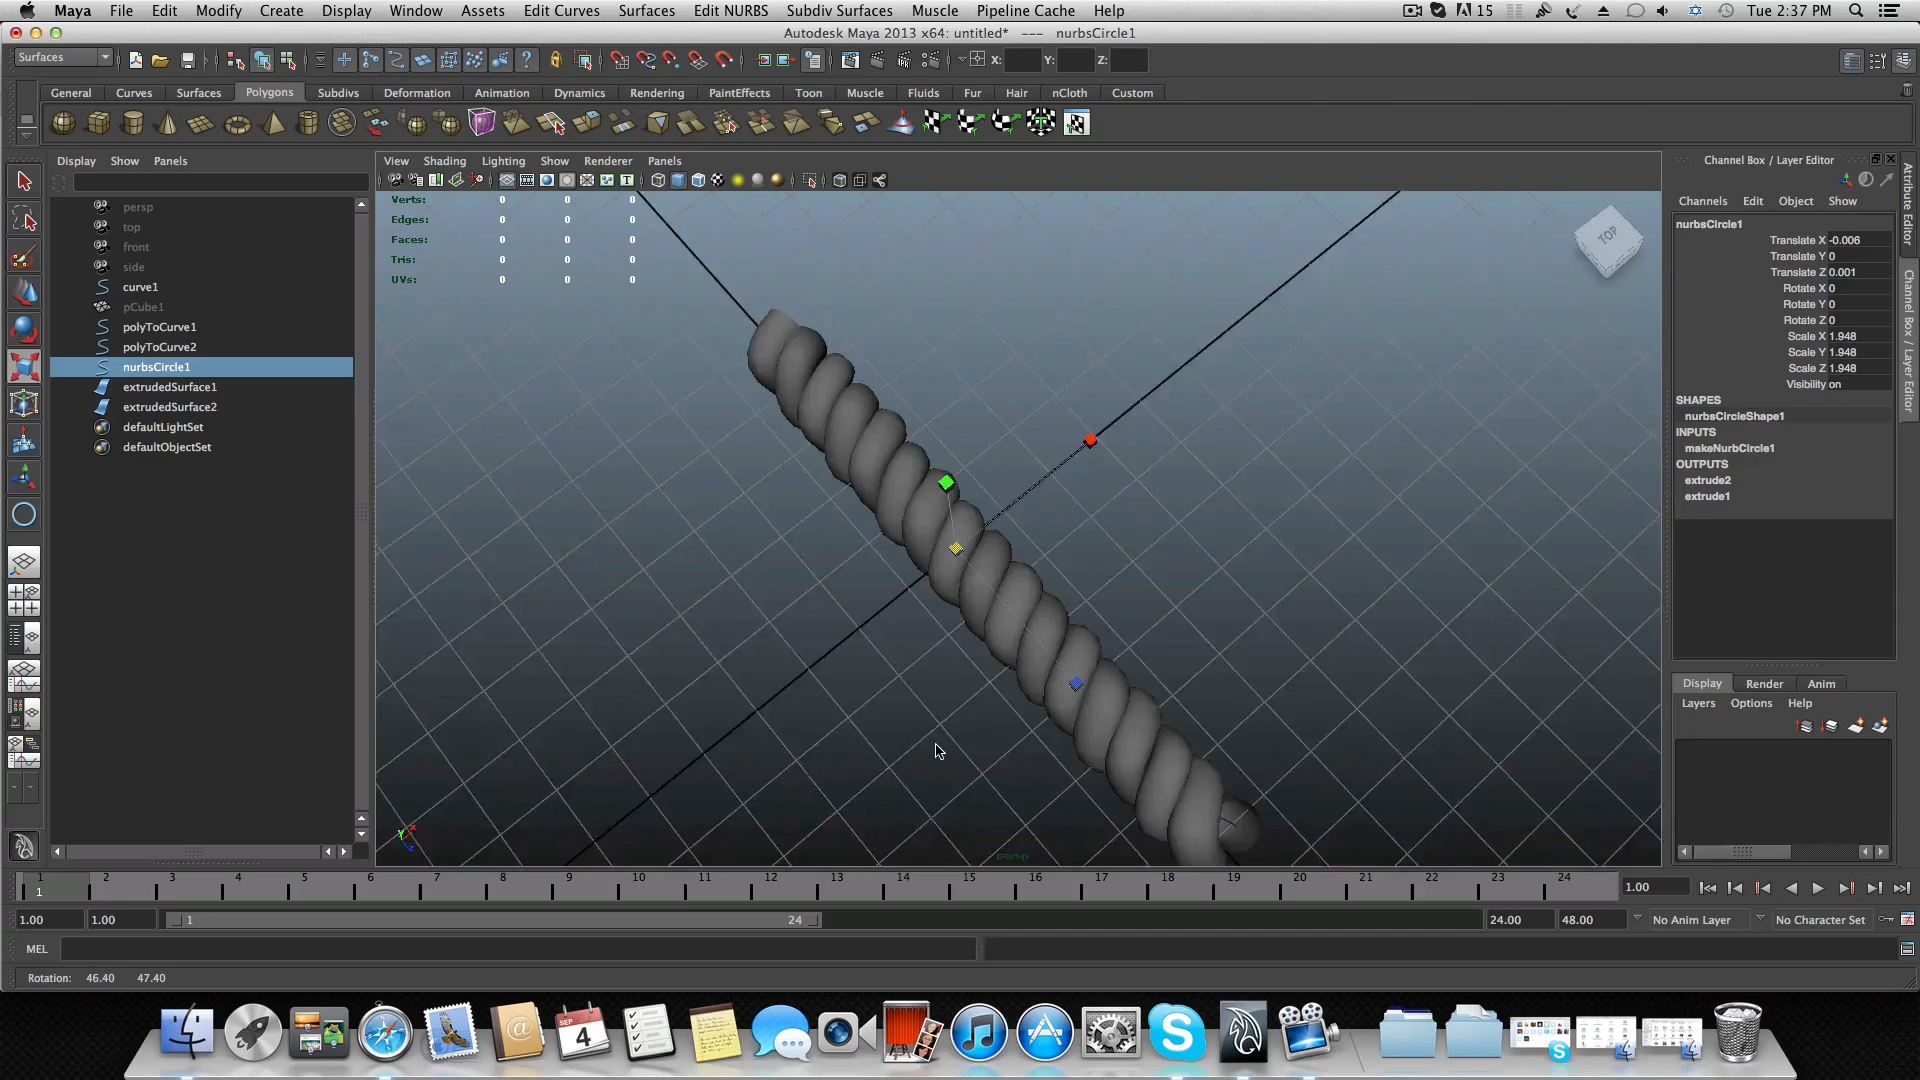 Maya File Edit Modify Create Display Window Assets Edit Curves Surfaces Edit NURBS Subdiv Surfaces Muscle Pipeline Cache Help 15 Tue 2:37 PM
Autodesk Maya 2013 x64: untitled* --- nurbsCircle1
Surfaces X: Y: Z:
General Curves Surfaces Polygons Subdivs Deformation Animation Dynamics Rendering PaintEffects Toon Muscle Fluids Fur Hair nCloth Custom
Display Show Panels
persp
top
front
side
curve1
pCube1
polyToCurve1
polyToCurve2
nurbsCircle1
extrudedSurface1
extrudedSurface2
defaultLightSet
defaultObjectSet
View Shading Lighting Show Renderer Panels
Verts: 0 0 0
Edges: 0 0 0
Faces: 0 0 0
Tris: 0 0 0
UVs: 0 0 0
TOP
persp
Channel Box / Layer Editor
Channels Edit Object Show
nurbsCircle1
Translate X -0.006
Translate Y 0
Translate Z 0.001
Rotate X 0
Rotate Y 0
Rotate Z 0
Scale X 1.948
Scale Y 1.948
Scale Z 1.948
Visibility on
SHAPES
nurbsCircleShape1
INPUTS
makeNurbCircle1
OUTPUTS
extrude2
extrude1
Attribute Editor
Channel Box / Layer Editor
Display Render Anim
Layers Options Help
1 2 3 4 5 6 7 8 9 10 11 12 13 14 15 16 17 18 19 20 21 22 23 24
1
1.00
1.00 1.00 1 24 24.00 48.00 No Anim Layer No Character Set
MEL
Rotation: 46.40 47.40
SEP
4